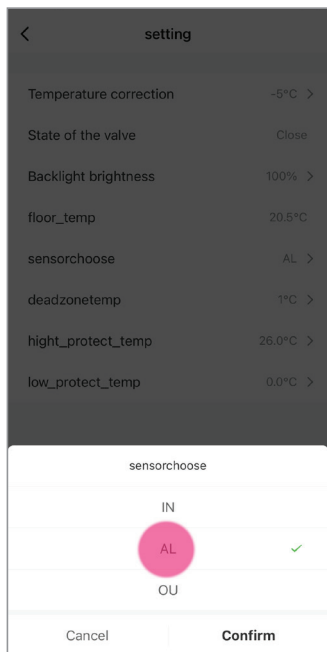 setting
Temperature correction -5°C
State of the valve Close
Backlight brightness 100%
floor_temp 20.5°C
sensorchoose AL
deadzonetemp 1°C
hight_protect_temp 26.0°C
low_protect_temp 0.0°C
sensorchoose
IN
AL
OU
Cancel Confirm